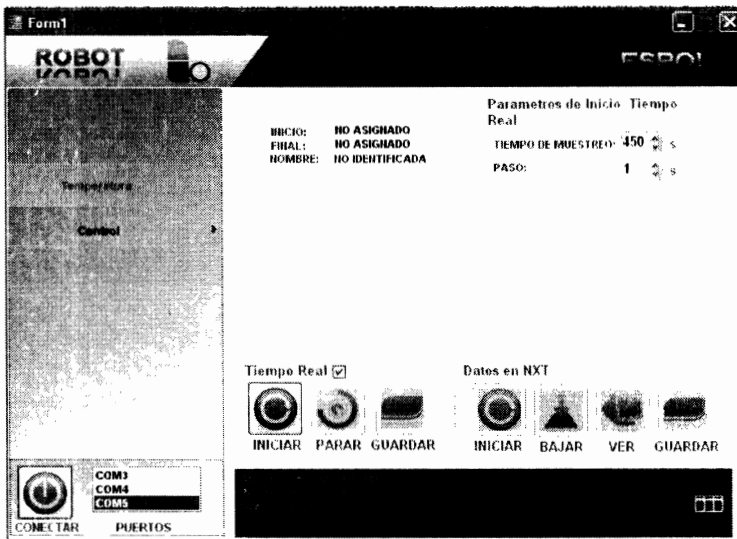 Form1
ROBOT
ESPOL
Parametros de Inicio Tiempo
Real
INICIO: NO ASIGNADO
FINAL: NO ASIGNADO
NOMBRE: NO IDENTIFICADA
TIEMPO DE MUESTREO: 450 s
PASO: 1 s
Temperatura
Control
Tiempo Real
INICIAR PARAR GUARDAR
Datos en NXT
INICIAR BAJAR VER GUARDAR
COM3
COM4
COM5
CONECTAR PUERTOS